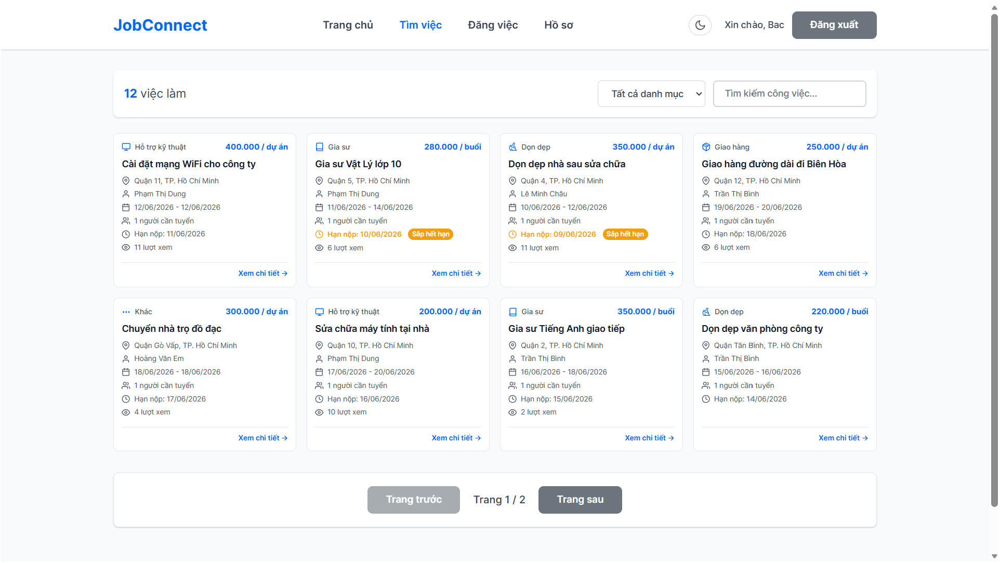 JobConnect
Trang chủ
Tìm việc
Đăng việc
Hồ sơ
Xin chào, Bac
Đăng xuất
12 việc làm
Tất cả danh mục
Tìm kiếm công việc...
Hỗ trợ kỹ thuật
400.000 / dự án
Cài đặt mạng WiFi cho công ty
Quận 11, TP. Hồ Chí Minh
Phạm Thị Dung
12/06/2026 - 12/06/2026
1 người cần tuyển
Hạn nộp: 11/06/2026
11 lượt xem
Xem chi tiết →
Gia sư
280.000 / buổi
Gia sư Vật Lý lớp 10
Quận 5, TP. Hồ Chí Minh
Phạm Thị Dung
11/06/2026 - 14/06/2026
1 người cần tuyển
Hạn nộp: 10/06/2026 Sắp hết hạn
6 lượt xem
Xem chi tiết →
Dọn dẹp
350.000 / dự án
Dọn dẹp nhà sau sửa chữa
Quận 4, TP. Hồ Chí Minh
Lê Minh Châu
10/06/2026 - 12/06/2026
1 người cần tuyển
Hạn nộp: 09/06/2026 Sắp hết hạn
11 lượt xem
Xem chi tiết →
Giao hàng
250.000 / dự án
Giao hàng đường dài đi Biên Hòa
Quận 12, TP. Hồ Chí Minh
Trần Thị Bình
19/06/2026 - 20/06/2026
1 người cần tuyển
Hạn nộp: 18/06/2026
6 lượt xem
Xem chi tiết →
Khác
300.000 / dự án
Chuyển nhà trọ đồ đạc
Quận Gò Vấp, TP. Hồ Chí Minh
Hoàng Văn Em
18/06/2026 - 18/06/2026
1 người cần tuyển
Hạn nộp: 17/06/2026
4 lượt xem
Xem chi tiết →
Hỗ trợ kỹ thuật
200.000 / dự án
Sửa chữa máy tính tại nhà
Quận 10, TP. Hồ Chí Minh
Phạm Thị Dung
17/06/2026 - 20/06/2026
1 người cần tuyển
Hạn nộp: 16/06/2026
10 lượt xem
Xem chi tiết →
Gia sư
350.000 / buổi
Gia sư Tiếng Anh giao tiếp
Quận 2, TP. Hồ Chí Minh
Trần Thị Bình
16/06/2026 - 18/06/2026
1 người cần tuyển
Hạn nộp: 15/06/2026
2 lượt xem
Xem chi tiết →
Dọn dẹp
220.000 / buổi
Dọn dẹp văn phòng công ty
Quận Tân Bình, TP. Hồ Chí Minh
Trần Thị Bình
15/06/2026 - 16/06/2026
1 người cần tuyển
Hạn nộp: 14/06/2026
Xem chi tiết →
Trang trước
Trang 1 / 2
Trang sau